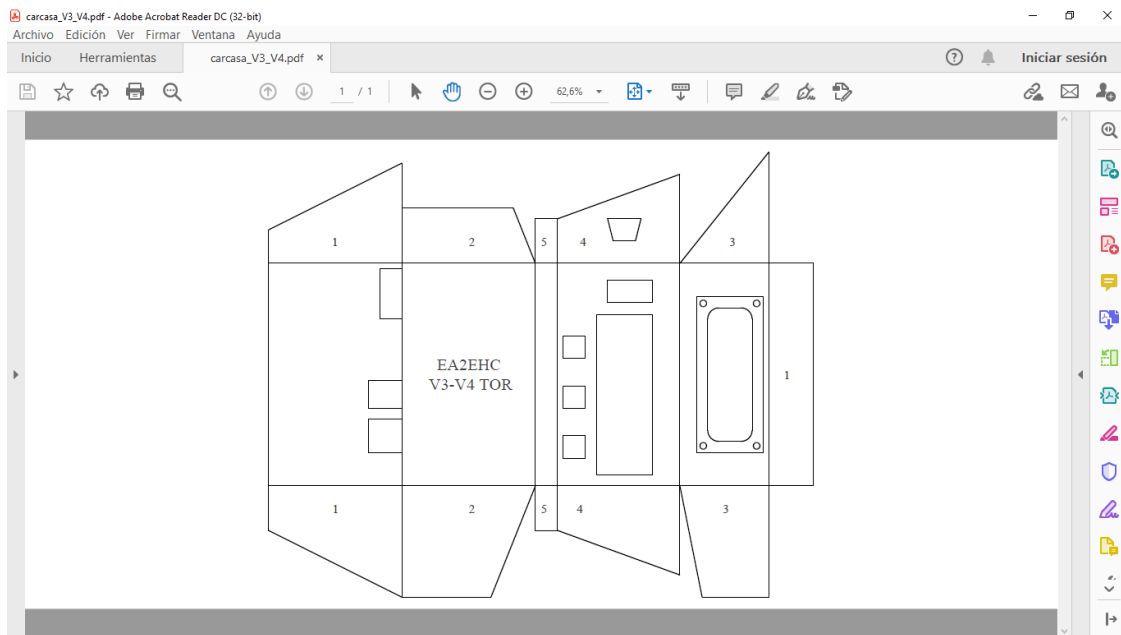 carcasa_V3_V4.pdf - Adobe Acrobat Reader DC (32-bit)
Archivo Edición Ver Firmar Ventana Ayuda
Inicio Herramientas carcasa_V3_V4.pdf × Iniciar sesión
1 / 1 62,6%
1 2 5 4 3
EA2EHC
V3-V4 TOR
1
1 2 5 4 3